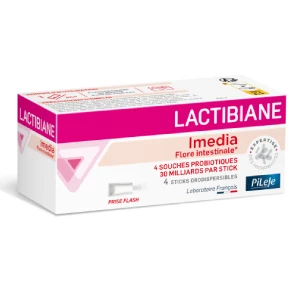 LACTIBIANE
Imedia
Flore intestinale*
4 SOUCHES PROBIOTIQUES
30 MILLIARDS PAR STICK
4 STICKS ORODISPERSIBLES
Laboratoire Français
EXPERTISE
PRISE FLASH
PiLeJe